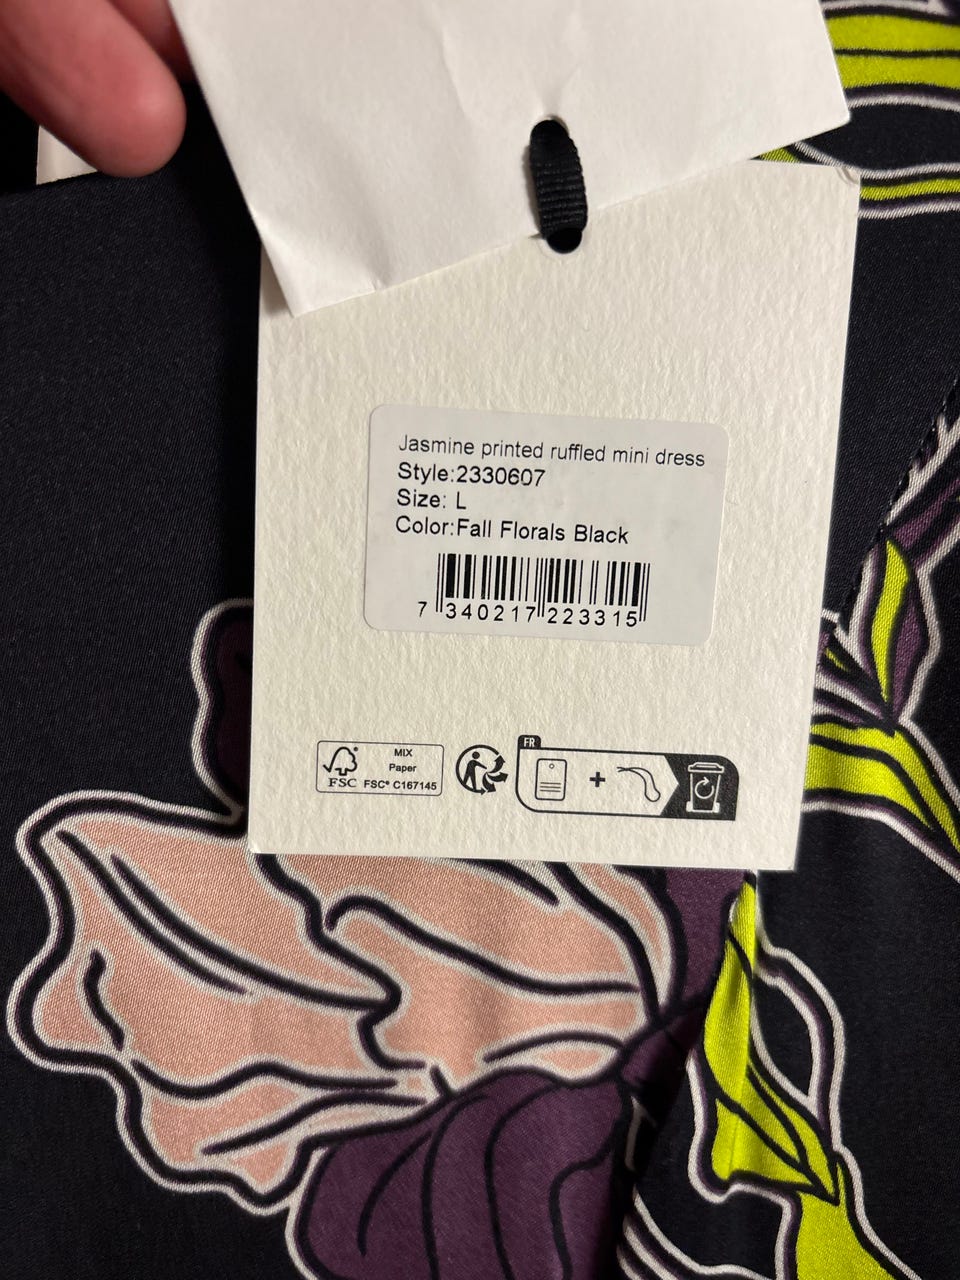 Jasmine printed ruffled mini dress
Style:2330607
Size: L
Color:Fall Florals Black
7 340217 223315
FSC
MIX
Paper
FSC® C167145
FR
+